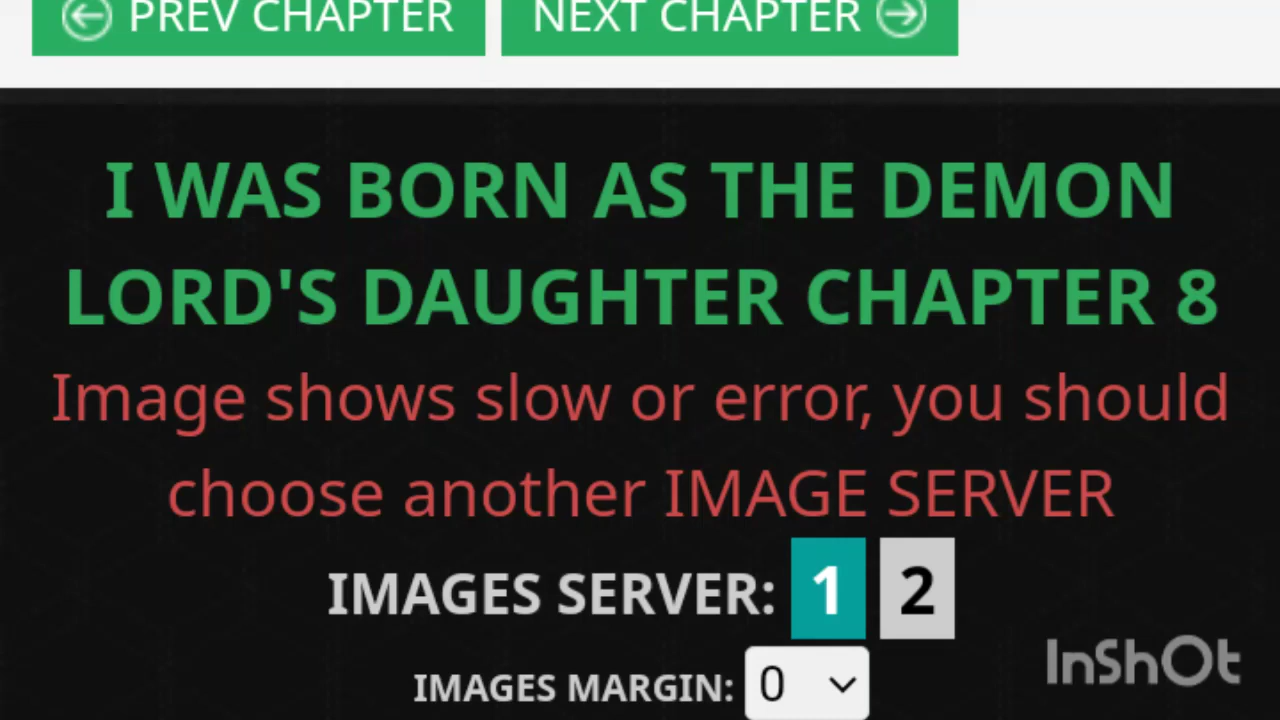 PREV CHAPTER NEXT CHAPTER
I WAS BORN AS THE DEMON
LORD'S DAUGHTER CHAPTER 8
Image shows slow or error, you should
choose another IMAGE SERVER
IMAGES SERVER: 1 2
IMAGES MARGIN: 0
InShOt